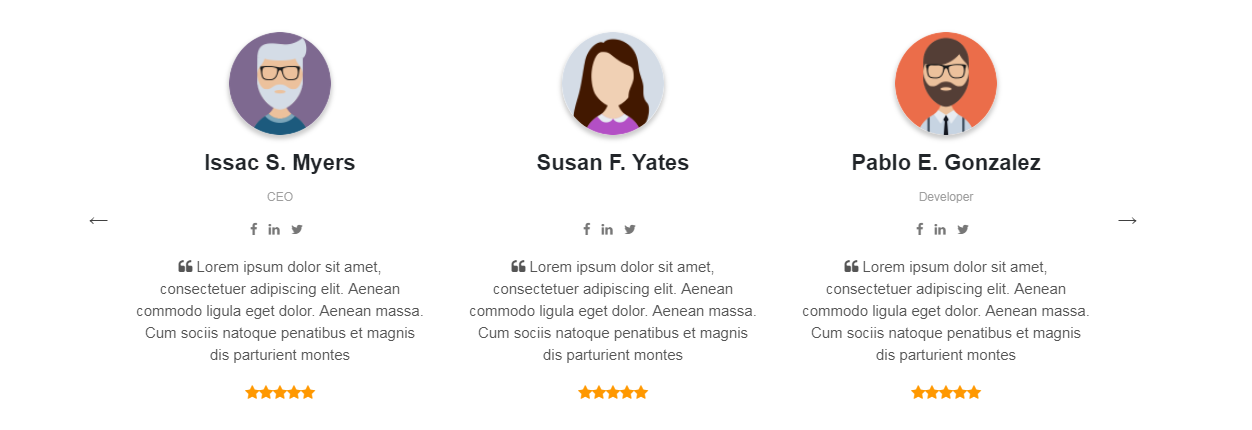 Issac S. Myers
CEO
❝ Lorem ipsum dolor sit amet,
consectetuer adipiscing elit. Aenean
commodo ligula eget dolor. Aenean massa.
Cum sociis natoque penatibus et magnis
dis parturient montes
Susan F. Yates
❝ Lorem ipsum dolor sit amet,
consectetuer adipiscing elit. Aenean
commodo ligula eget dolor. Aenean massa.
Cum sociis natoque penatibus et magnis
dis parturient montes
Pablo E. Gonzalez
Developer
❝ Lorem ipsum dolor sit amet,
consectetuer adipiscing elit. Aenean
commodo ligula eget dolor. Aenean massa.
Cum sociis natoque penatibus et magnis
dis parturient montes